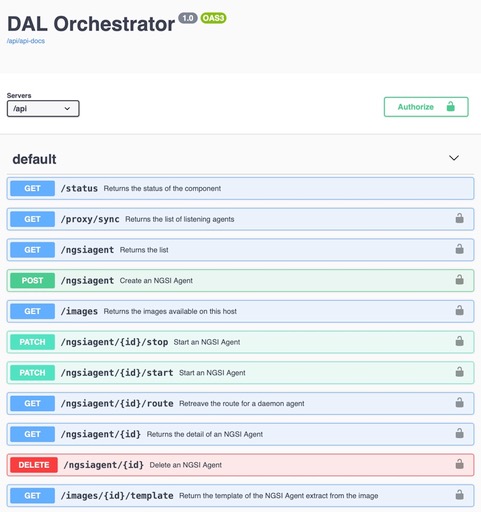 DAL Orchestrator 1.0 OAS3
/api/api-docs
Servers
/api
Authorize
default
GET /status Returns the status of the component
GET /proxy/sync Returns the list of listening agents
GET /ngsiagent Returns the list
POST /ngsiagent Create an NGSI Agent
GET /images Returns the images available on this host
PATCH /ngsiagent/{id}/stop Start an NGSI Agent
PATCH /ngsiagent/{id}/start Start an NGSI Agent
GET /ngsiagent/{id}/route Retreave the route for a daemon agent
GET /ngsiagent/{id} Returns the detail of an NGSI Agent
DELETE /ngsiagent/{id} Delete an NGSI Agent
GET /images/{id}/template Return the template of the NGSI Agent extract from the image